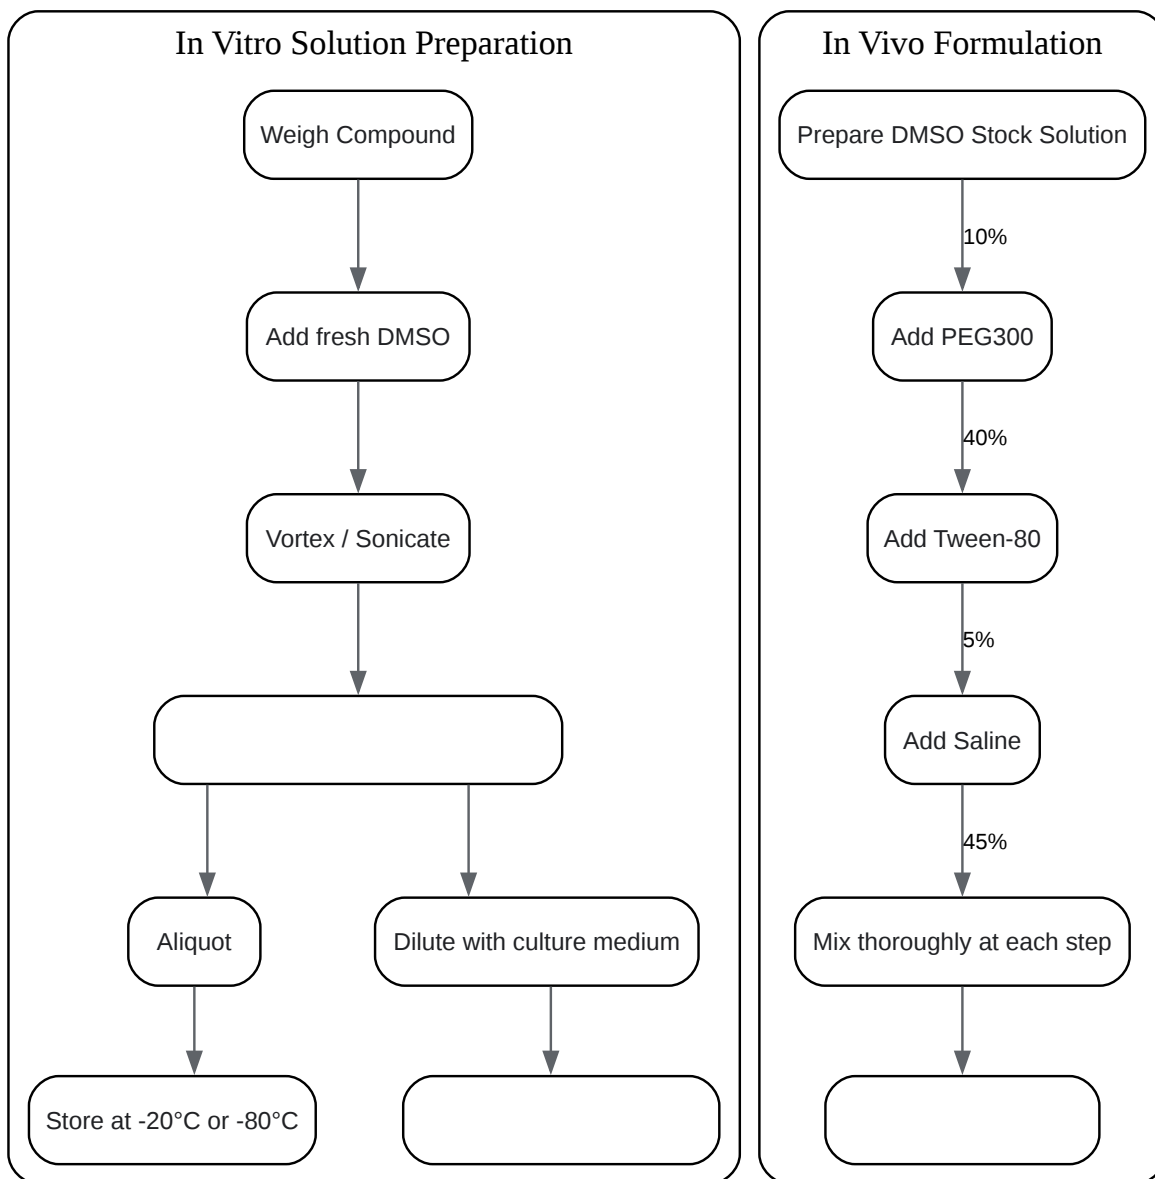 In Vitro Solution Preparation
Weigh Compound
Add fresh DMSO
Vortex / Sonicate
Aliquot
Dilute with culture medium
Store at -20°C or -80°C
In Vivo Formulation
Prepare DMSO Stock Solution
10%
Add PEG300
40%
Add Tween-80
5%
Add Saline
45%
Mix thoroughly at each step